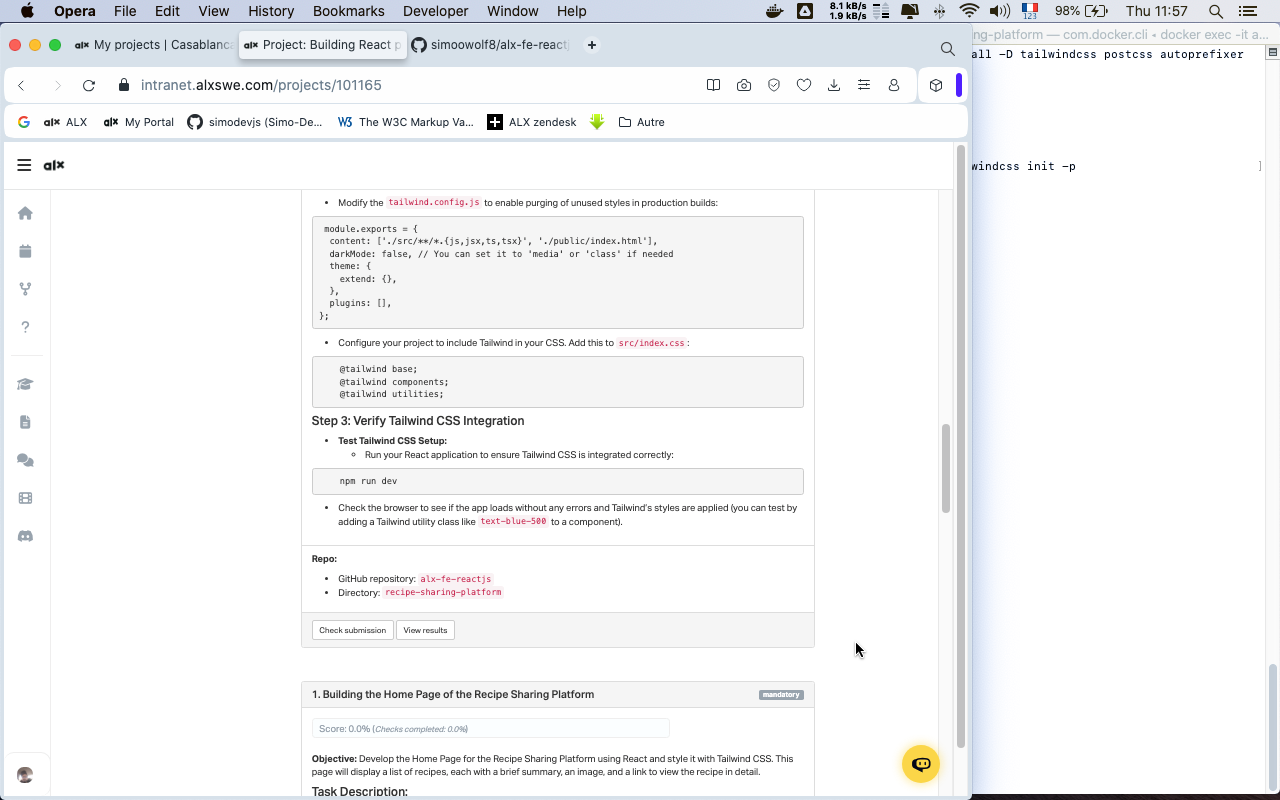 Opera File Edit View History Bookmarks Developer Window Help 8.1 kB/s 1.9 kB/s 123 98% Thu 11:57
My projects | Casablanca Project: Building React p simoowolf8/alx-fe-react
ng-platform — com.docker.cli ◂ docker exec -it a...
all -D tailwindcss postcss autoprefixer
intranet.alxswe.com/projects/101165
ALX My Portal simodevjs (Simo-De... The W3C Markup Va... ALX zendesk Autre
alx
windcss init -p ]
• Modify the tailwind.config.js to enable purging of unused styles in production builds:
module.exports = {
content: ['./src/**/*.{js,jsx,ts,tsx}', './public/index.html'],
darkMode: false, // You can set it to 'media' or 'class' if needed
theme: {
extend: {},
},
plugins: [],
};
• Configure your project to include Tailwind in your CSS. Add this to src/index.css :
@tailwind base;
@tailwind components;
@tailwind utilities;
Step 3: Verify Tailwind CSS Integration
• Test Tailwind CSS Setup:
◦ Run your React application to ensure Tailwind CSS is integrated correctly:
npm run dev
• Check the browser to see if the app loads without any errors and Tailwind's styles are applied (you can test by
adding a Tailwind utility class like text-blue-500 to a component).
Repo:
• GitHub repository: alx-fe-reactjs
• Directory: recipe-sharing-platform
Check submission View results
1. Building the Home Page of the Recipe Sharing Platform mandatory
Score: 0.0% (Checks completed: 0.0%)
Objective: Develop the Home Page for the Recipe Sharing Platform using React and style it with Tailwind CSS. This
page will display a list of recipes, each with a brief summary, an image, and a link to view the recipe in detail.
Task Description: